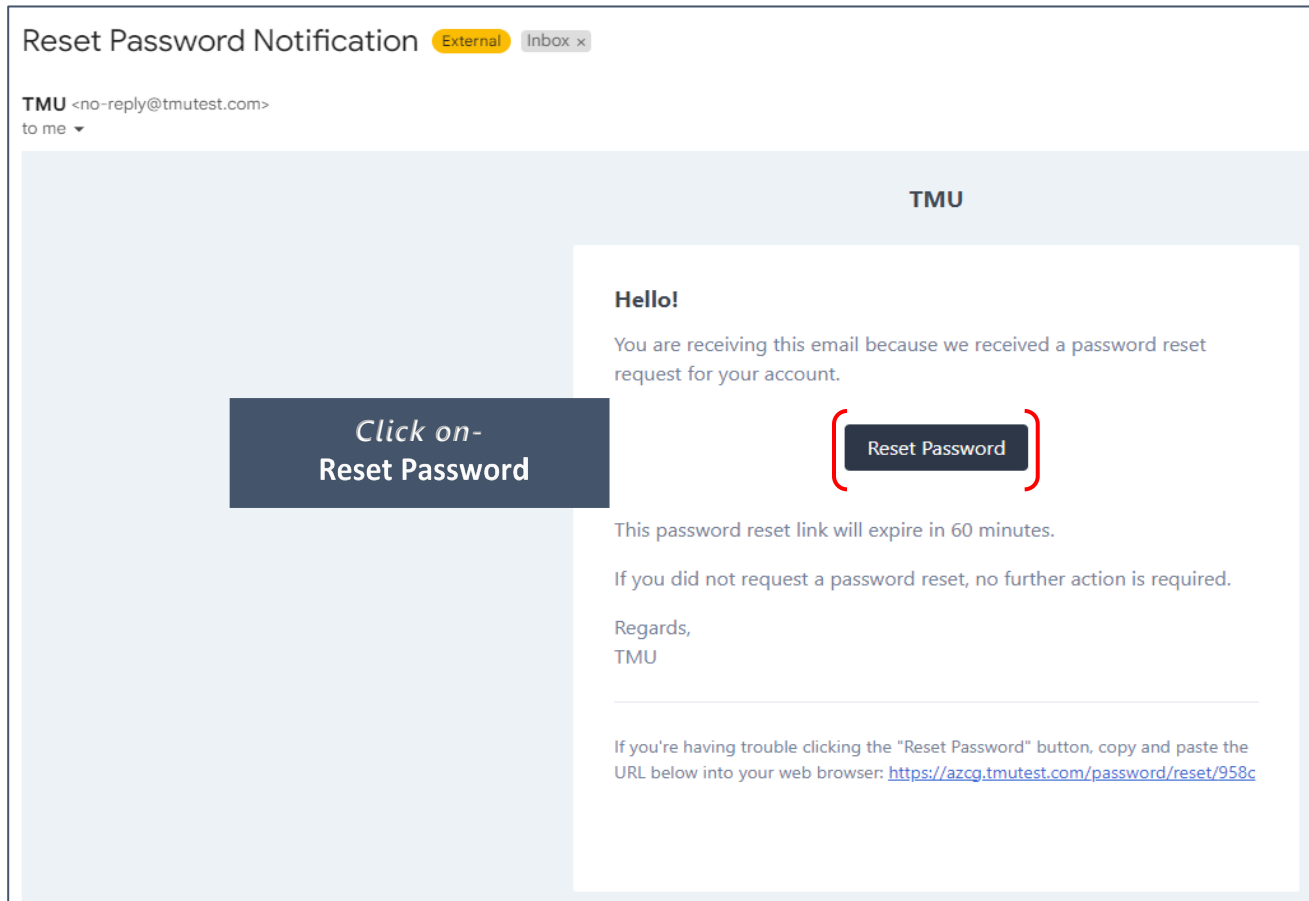 Reset Password Notification External Inbox ×
TMU <no-reply@tmutest.com>
to me
TMU
Hello!
You are receiving this email because we received a password reset
request for your account.
Click on-
Reset Password
Reset Password
This password reset link will expire in 60 minutes.
If you did not request a password reset, no further action is required.
Regards,
TMU
If you're having trouble clicking the "Reset Password" button, copy and paste the
URL below into your web browser: https://azcg.tmutest.com/password/reset/958c